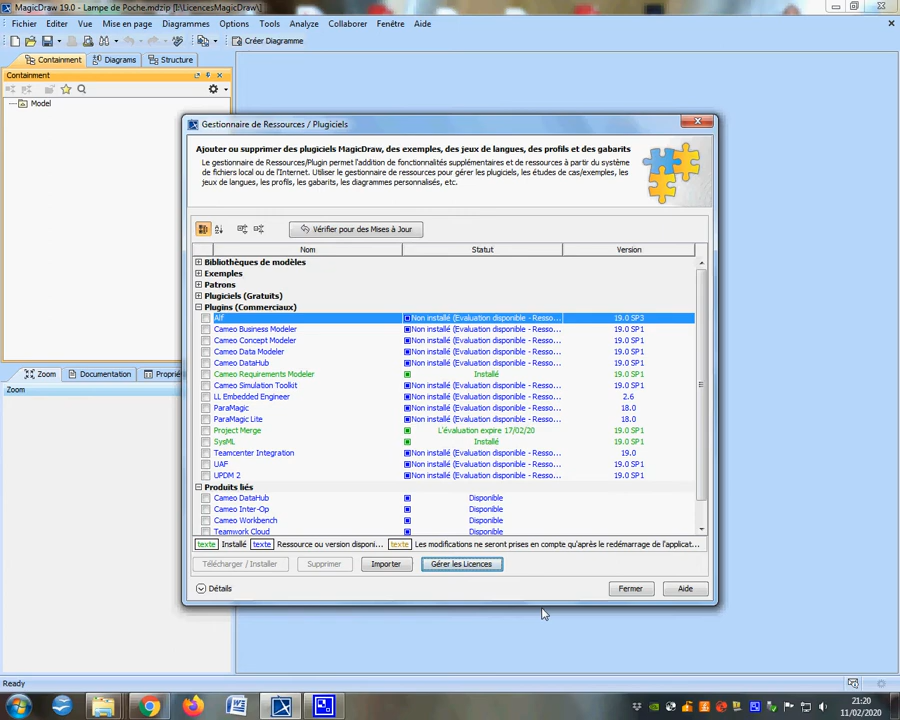 MagicDraw 19.0 - Lampe de Poche.mdzip [I:\LicencesMagicDraw\]
Fichier Editer Vue Mise en page Diagrammes Options Tools Analyze Collaborer Fenêtre Aide
Créer Diagramme
Containment Diagrams Structure
Containment
Model
Gestionnaire de Ressources / Plugiciels
Ajouter ou supprimer des plugiciels MagicDraw, des exemples, des jeux de langues, des profils et des gabarits
Le gestionnaire de Ressources/Plugin permet l'addition de fonctionnalités supplémentaires et de ressources à partir du système
de fichiers local ou de l'Internet. Utiliser le gestionnaire de ressources pour gérer les plugiciels, les études de cas/exemples, les
jeux de langues, les profils, les gabarits, les diagrammes personalisés, etc.
Vérifier pour des Mises à Jour
Nom Statut Version
Bibliothèques de modèles
Exemples
Patrons
Plugiciels (Gratuits)
Plugins (Commerciaux)
Alf Non installé (Evaluation disponible - Resso... 19.0 SP3
Cameo Business Modeler Non installé (Evaluation disponible - Resso... 19.0 SP1
Cameo Concept Modeler Non installé (Evaluation disponible - Resso... 19.0 SP1
Cameo Data Modeler Non installé (Evaluation disponible - Resso... 19.0 SP1
Cameo DataHub Non installé (Evaluation disponible - Resso... 19.0 SP1
Cameo Requirements Modeler Installé 19.0 SP1
Cameo Simulation Toolkit Non installé (Evaluation disponible - Resso... 19.0 SP1
LL Embedded Engineer Non installé (Evaluation disponible - Resso... 2.6
ParaMagic Non installé (Evaluation disponible - Resso... 18.0
ParaMagic Lite Non installé (Evaluation disponible - Resso... 18.0
Project Merge L'évaluation expire 17/02/20 19.0 SP1
SysML Installé 19.0 SP1
Teamcenter Integration Non installé (Evaluation disponible - Resso... 19.0
UAF Non installé (Evaluation disponible - Resso... 19.0 SP1
UPDM 2 Non installé (Evaluation disponible - Resso... 19.0 SP1
Produits liés
Cameo DataHub Disponible
Cameo Inter-Op Disponible
Cameo Workbench Disponible
Teamwork Cloud Disponible
texte Installé texte Ressource ou version disponi... texte Les modifications ne seront prises en compte qu'après le redémarrage de l'applicat...
Télécharger / Installer Supprimer Importer Gérer les Licences
Détails Fermer Aide
Zoom Documentation Proprié
Zoom
Ready
21:20
11/02/2020